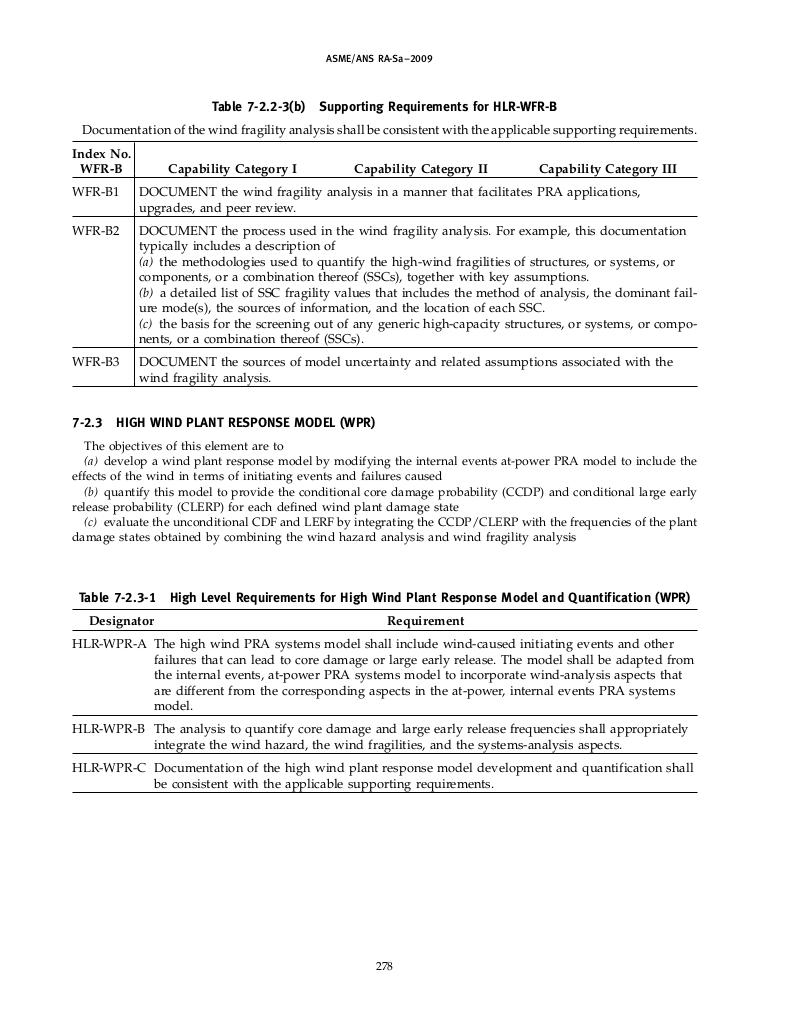 ASME/ANS RA-Sa–2009
Table 7-2.2-3(b) Supporting Requirements for HLR-WFR-B
Documentation of the wind fragility analysis shall be consistent with the applicable supporting requirements.
Index No.
WFR-B Capability Category I Capability Category II Capability Category III
WFR-B1 DOCUMENT the wind fragility analysis in a manner that facilitates PRA applications,
upgrades, and peer review.
WFR-B2 DOCUMENT the process used in the wind fragility analysis. For example, this documentation
typically includes a description of
(a) the methodologies used to quantify the high-wind fragilities of structures, or systems, or
components, or a combination thereof (SSCs), together with key assumptions.
(b) a detailed list of SSC fragility values that includes the method of analysis, the dominant fail-
ure mode(s), the sources of information, and the location of each SSC.
(c) the basis for the screening out of any generic high-capacity structures, or systems, or compo-
nents, or a combination thereof (SSCs).
WFR-B3 DOCUMENT the sources of model uncertainty and related assumptions associated with the
wind fragility analysis.
7-2.3 HIGH WIND PLANT RESPONSE MODEL (WPR)
The objectives of this element are to
(a) develop a wind plant response model by modifying the internal events at-power PRA model to include the
effects of the wind in terms of initiating events and failures caused
(b) quantify this model to provide the conditional core damage probability (CCDP) and conditional large early
release probability (CLERP) for each defined wind plant damage state
(c) evaluate the unconditional CDF and LERF by integrating the CCDP/CLERP with the frequencies of the plant
damage states obtained by combining the wind hazard analysis and wind fragility analysis
Table 7-2.3-1 High Level Requirements for High Wind Plant Response Model and Quantification (WPR)
Designator Requirement
HLR-WPR-A The high wind PRA systems model shall include wind-caused initiating events and other
failures that can lead to core damage or large early release. The model shall be adapted from
the internal events, at-power PRA systems model to incorporate wind-analysis aspects that
are different from the corresponding aspects in the at-power, internal events PRA systems
model.
HLR-WPR-B The analysis to quantify core damage and large early release frequencies shall appropriately
integrate the wind hazard, the wind fragilities, and the systems-analysis aspects.
HLR-WPR-C Documentation of the high wind plant response model development and quantification shall
be consistent with the applicable supporting requirements.
278